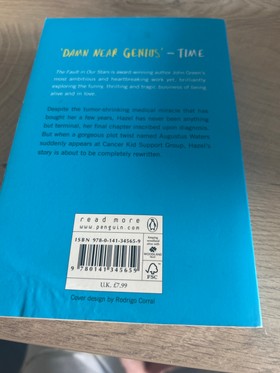 'DAMN NEAR GENIUS' – TIME
The Fault in Our Stars is award-winning author John Green's
most ambitious and heartbreaking work yet, brilliantly
exploring the funny, thrilling and tragic business of being
alive and in love.
Despite the tumor-shrinking medical miracle that has
bought her a few years, Hazel has never been anything
but terminal, her final chapter inscribed upon diagnosis.
But when a gorgeous plot twist named Augustus Waters
suddenly appears at Cancer Kid Support Group, Hazel's
story is about to be completely rewritten.
read more
www.penguin.com
ISBN 978-0-141-34565-9
9 780141 345659
FSC
U.K. £7.99
Cover design by Rodrigo Corral